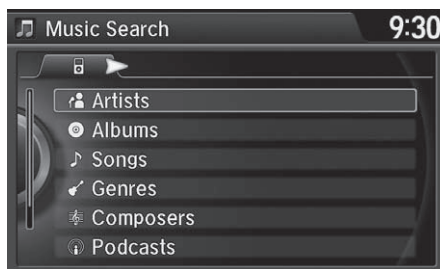 Music Search 9:30
Artists
Albums
Songs
Genres
Composers
Podcasts